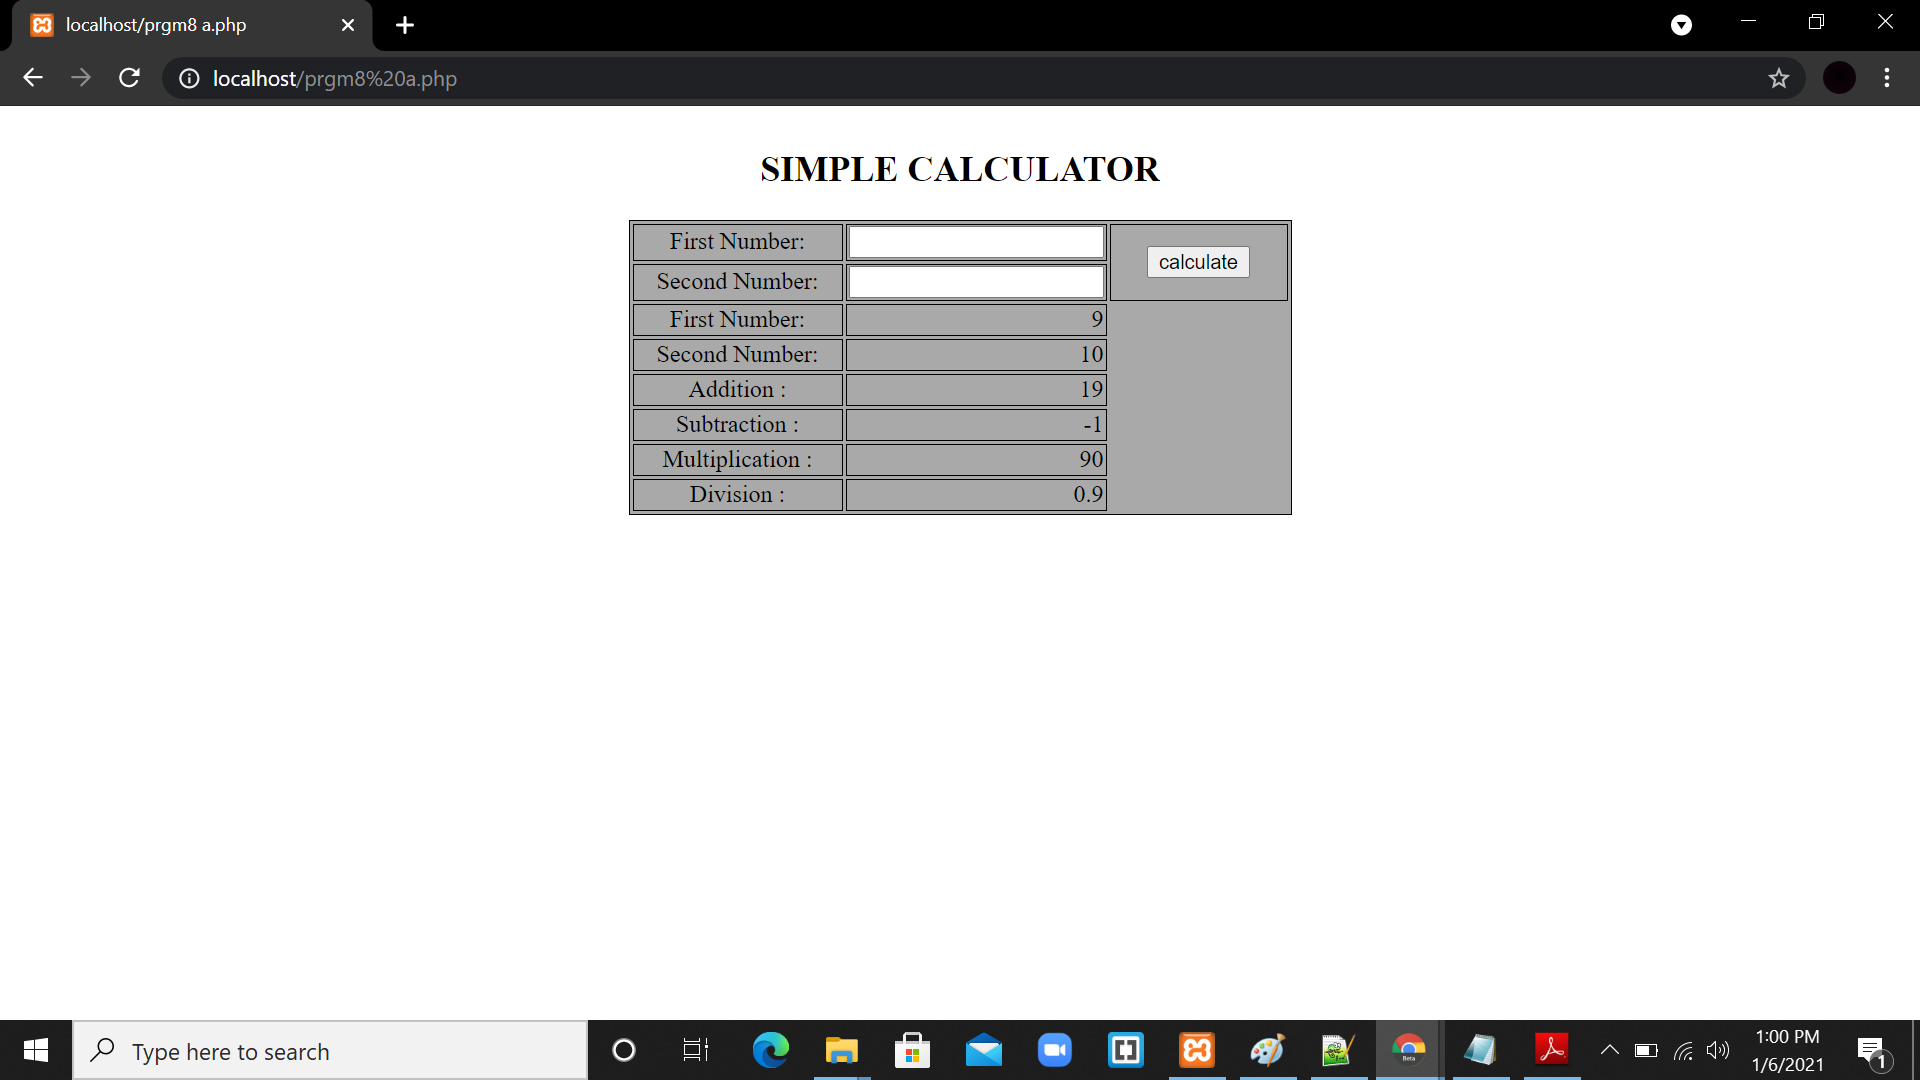 localhost/prgm8 a.php
localhost/prgm8%20a.php
SIMPLE CALCULATOR
First Number:
calculate
Second Number:
First Number: 9
Second Number: 10
Addition : 19
Subtraction : -1
Multiplication : 90
Division : 0.9
Type here to search
Beta
1:00 PM
1/6/2021
1